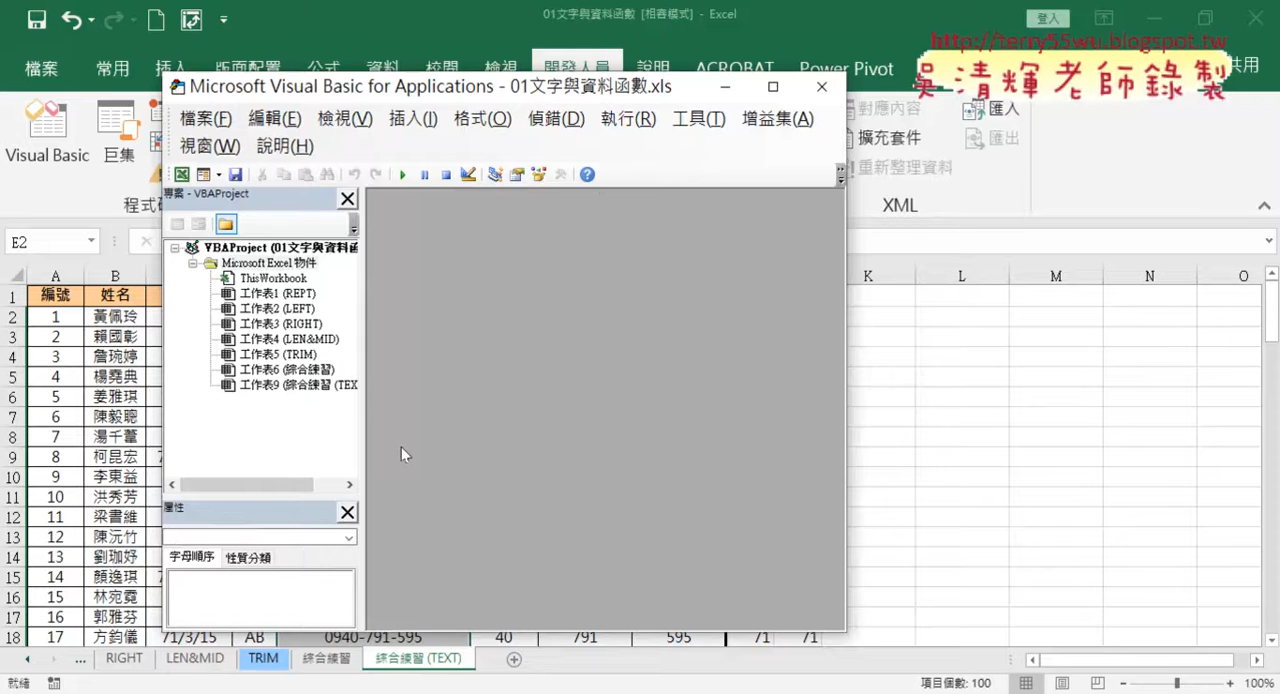 01文字與資料函數 [相容模式] - Excel
登入
http://terry55wu.blogspot.tw
吳清輝老師錄製
檔案 常用 插入 版面配置 公式 資料 校閱 檢視 開發人員 說明 ACROBAT Power Pivot 共用
Visual Basic 巨集
對應內容 匯入
擴充套件 匯出
重新整理資料
XML
Microsoft Visual Basic for Applications - 01文字與資料函數.xls
檔案(F) 編輯(E) 檢視(V) 插入(I) 格式(O) 偵錯(D) 執行(R) 工具(T) 增益集(A)
視窗(W) 說明(H)
專案 - VBAProject
VBAProject (01文字與資料
Microsoft Excel 物件
ThisWorkbook
工作表1 (REPT)
工作表2 (LEFT)
工作表3 (RIGHT)
工作表4 (LEN&MID)
工作表5 (TRIM)
工作表6 (綜合練習)
工作表9 (綜合練習 (TEX
屬性
字母順序 性質分類
E2
A B K L M N O
1 編號 姓名
2 1 黃佩玲
3 2 賴國彰
4 3 詹琬婷
5 4 楊堯典
6 5 姜雅琪
7 6 陳毅聰
8 7 湯千蕾
9 8 柯昆宏
10 9 李東益
11 10 洪秀芳
12 11 梁書維
13 12 陳沅竹
14 13 劉珈妤
15 14 顏逸琪
16 15 林宛霓
17 16 郭雅芬
18 17 方鈞儀 71/3/15 AB 0940-791-595 40 791 595 71 71
... RIGHT LEN&MID TRIM 綜合練習 綜合練習 (TEXT)
就緒 項目個數: 100 100%